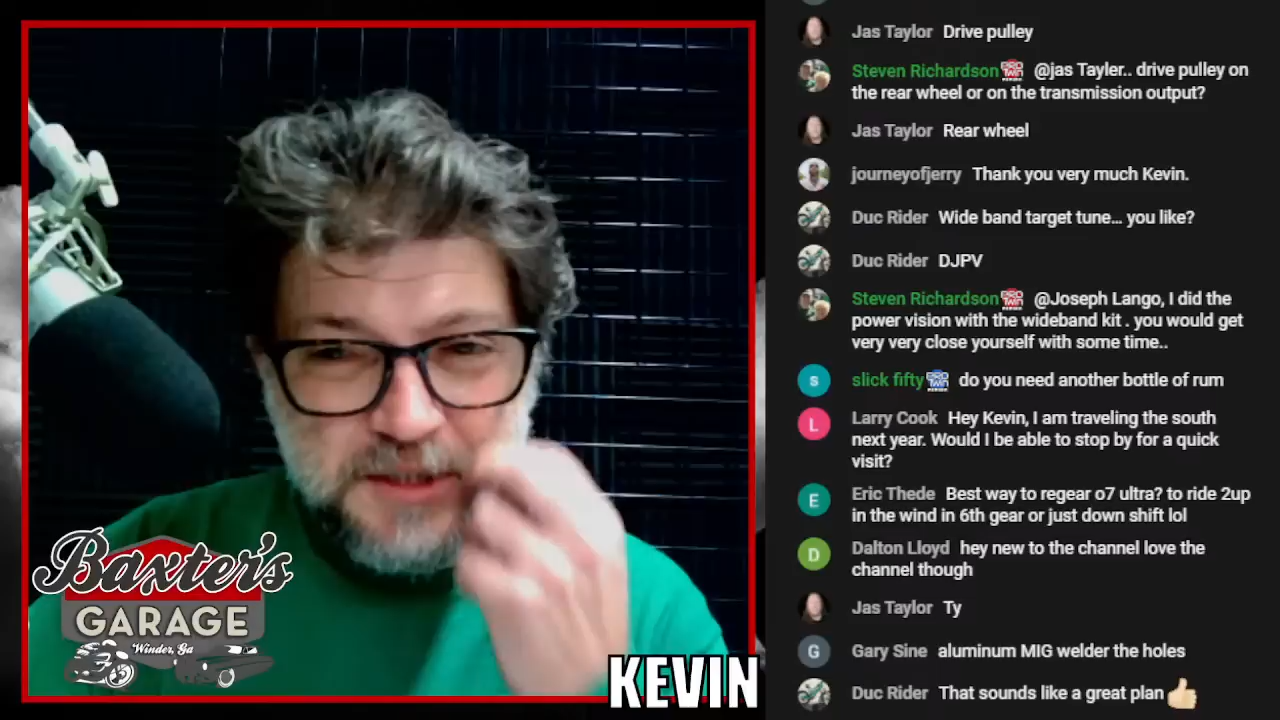 Jas Taylor Drive pulley
Steven Richardson @jas Tayler.. drive pulley on
the rear wheel or on the transmission output?
Jas Taylor Rear wheel
journeyofjerry Thank you very much Kevin.
Duc Rider Wide band target tune... you like?
Duc Rider DJPV
Steven Richardson @Joseph Lango, I did the
power vision with the wideband kit . you would get
very very close yourself with some time..
s slick fifty do you need another bottle of rum
L Larry Cook Hey Kevin, I am traveling the south
next year. Would I be able to stop by for a quick
visit?
E Eric Thede Best way to regear o7 ultra? to ride 2up
in the wind in 6th gear or just down shift lol
D Dalton Lloyd hey new to the channel love the
channel though
Jas Taylor Ty
G Gary Sine aluminum MIG welder the holes
Duc Rider That sounds like a great plan 👍🏻
Baxter's
GARAGE
Winder, Ga
KEVIN